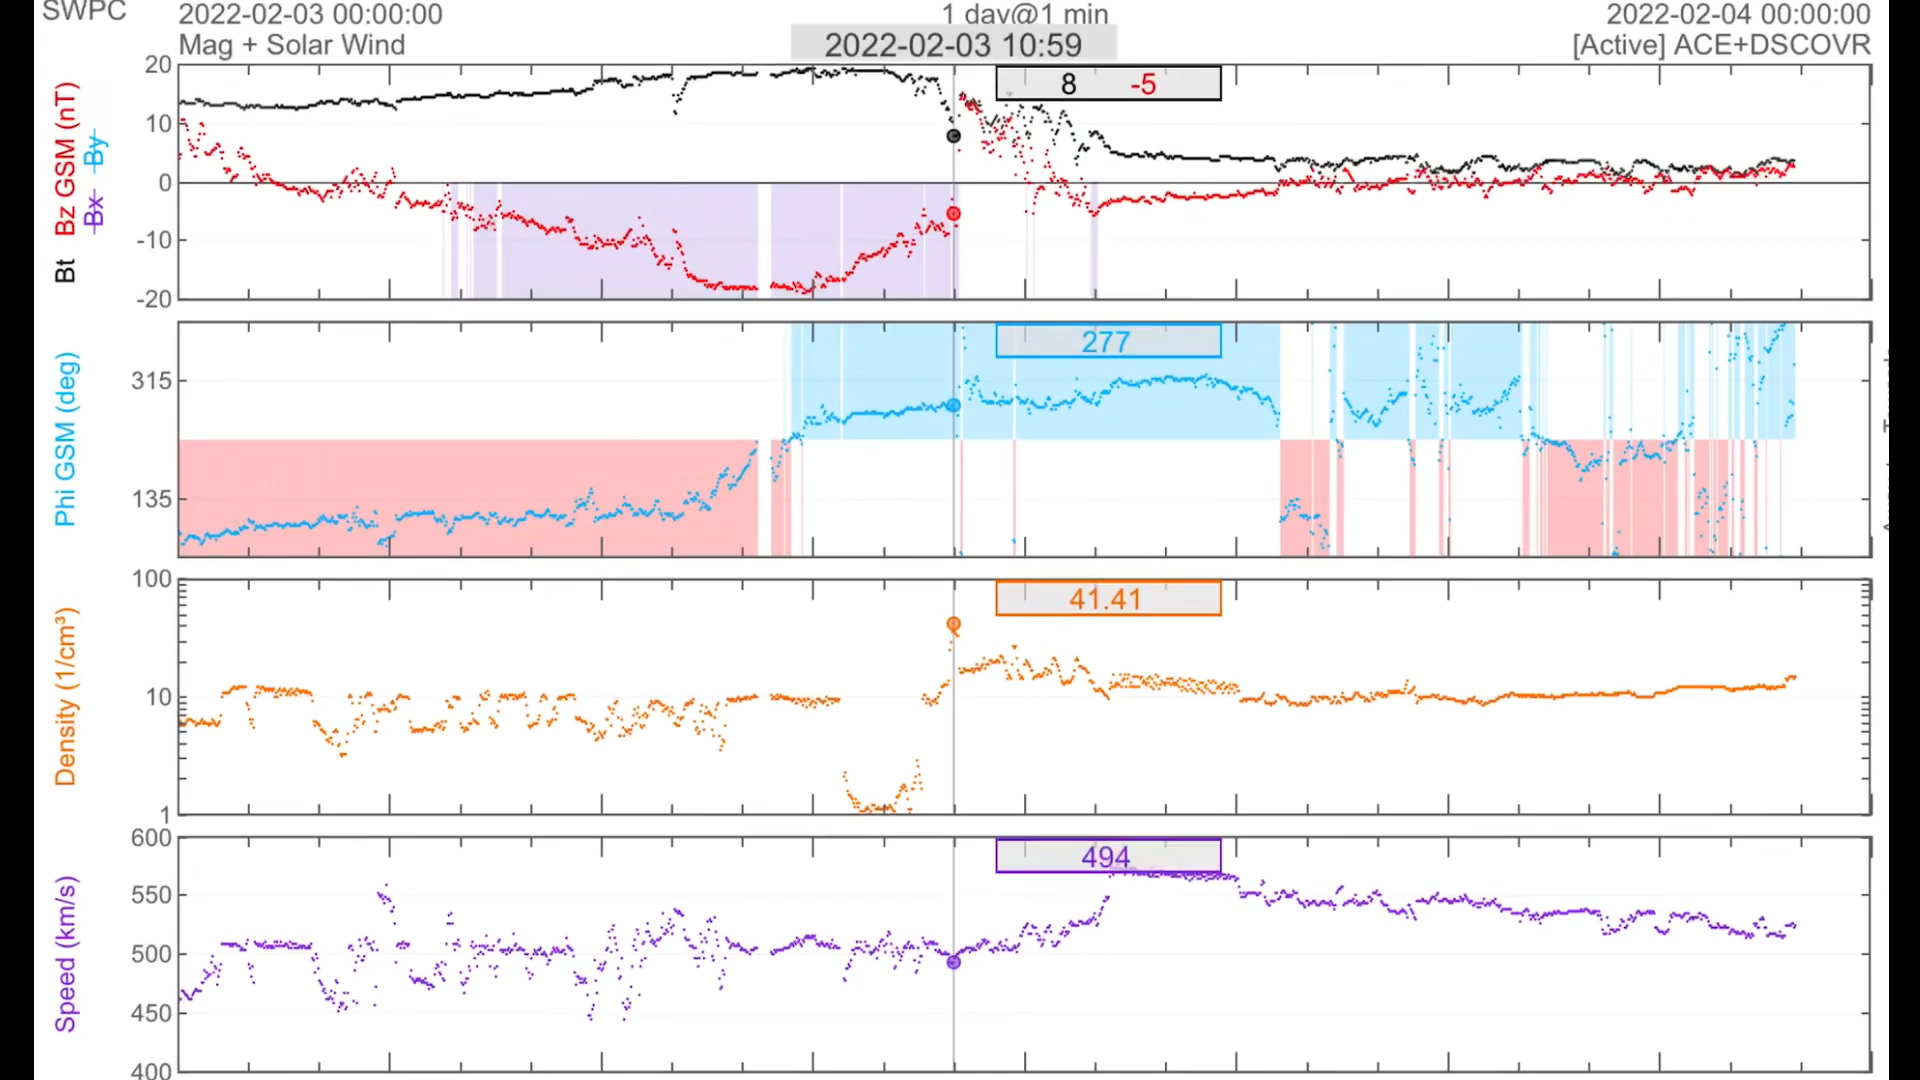 SWPC 2022-02-03 00:00:00 1 day@1 min 2022-02-04 00:00:00
Mag + Solar Wind 2022-02-03 10:59 [Active] ACE+DSCOVR
Bt Bz GSM (nT)
Bx By
20
10
0
-10
-20
8 -5
Phi GSM (deg)
315
135
277
Density (1/cm³)
100
10
1
41.41
Speed (km/s)
600
550
500
450
400
494